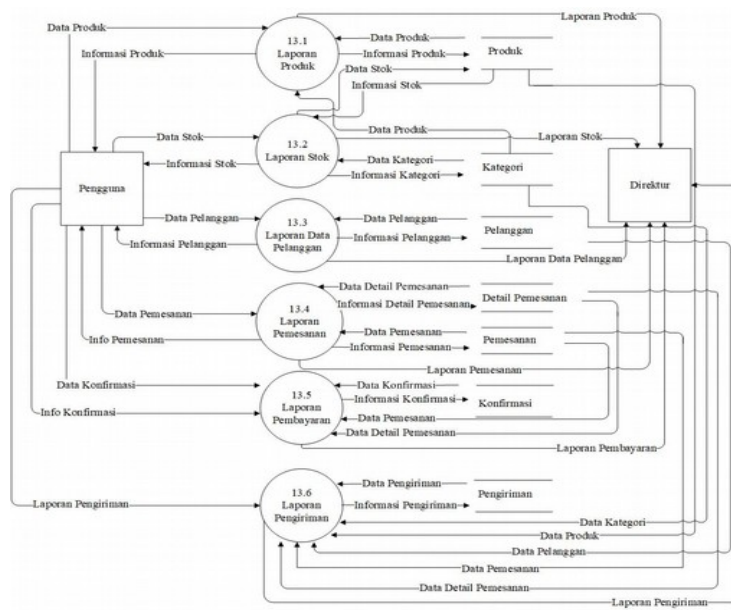 Laporan Produk
Data Produk
13.1
Laporan
Produk
Data Produk
Informasi Produk
Informasi Produk
Produk
Data Stok
Informasi Stok
Data Stok
13.2
Laporan Stok
Data Produk
Laporan Stok
Informasi Stok
Data Kategori
Informasi Kategori
Kategori
Pengguna
Direktur
Data Pelanggan
13.3
Laporan Data
Pelanggan
Data Pelanggan
Informasi Pelanggan
Informasi Pelanggan
Pelanggan
Laporan Data Pelanggan
Data Detail Pemesanan
Informasi Detail Pemesanan
Detail Pemesanan
Data Pemesanan
13.4
Laporan
Pemesanan
Info Pemesanan
Data Pemesanan
Informasi Pemesanan
Pemesanan
Laporan Pemesanan
Data Konfirmasi
13.5
Laporan
Pembayaran
Data Konfirmasi
Informasi Konfirmasi
Konfirmasi
Info Konfirmasi
Data Pemesanan
Data Detail Pemesanan
Laporan Pembayaran
Laporan Pengiriman
13.6
Laporan
Pengiriman
Data Pengiriman
Informasi Pengiriman
Pengiriman
Data Kategori
Data Produk
Data Pelanggan
Data Pemesanan
Data Detail Pemesanan
Laporan Pengiriman